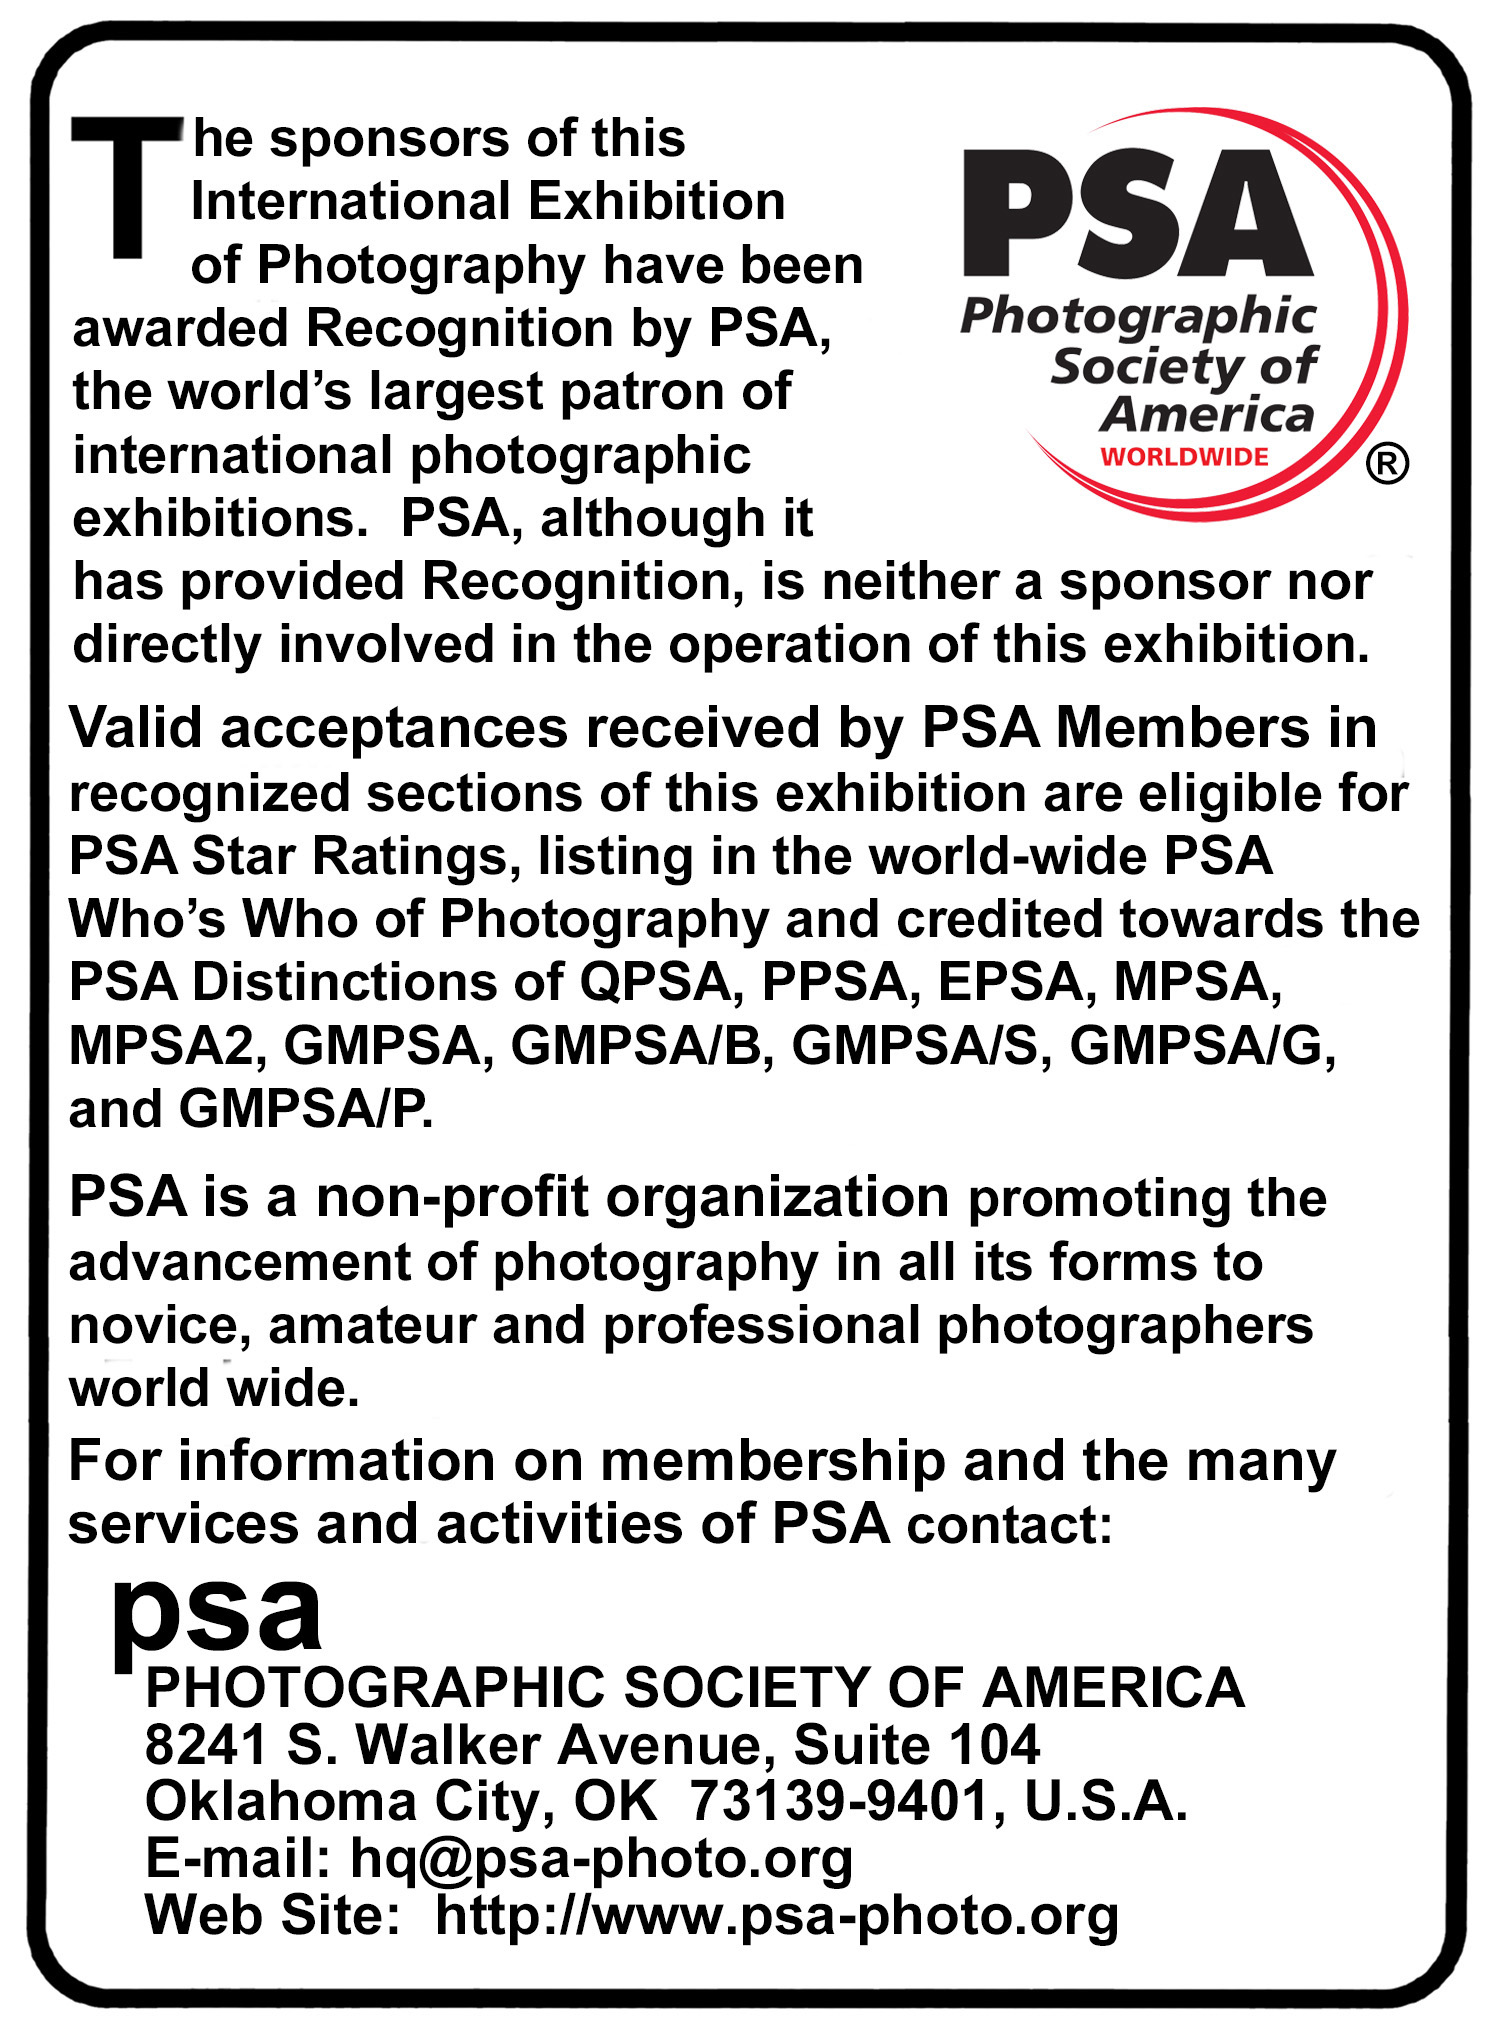 The sponsors of this
International Exhibition
of Photography have been
awarded Recognition by PSA,
the world’s largest patron of
international photographic
exhibitions.  PSA, although it
has provided Recognition, is neither a sponsor nor
directly involved in the operation of this exhibition.
PSA
Photographic
Society of
America
WORLDWIDE
®
Valid acceptances received by PSA Members in
recognized sections of this exhibition are eligible for
PSA Star Ratings, listing in the world-wide PSA
Who’s Who of Photography and credited towards the
PSA Distinctions of QPSA, PPSA, EPSA, MPSA,
MPSA2, GMPSA, GMPSA/B, GMPSA/S, GMPSA/G,
and GMPSA/P.
PSA is a non-profit organization promoting the
advancement of photography in all its forms to
novice, amateur and professional photographers
world wide.
For information on membership and the many
services and activities of PSA contact:
psa
PHOTOGRAPHIC SOCIETY OF AMERICA
8241 S. Walker Avenue, Suite 104
Oklahoma City, OK  73139-9401, U.S.A.
E-mail: hq@psa-photo.org
Web Site:  http://www.psa-photo.org